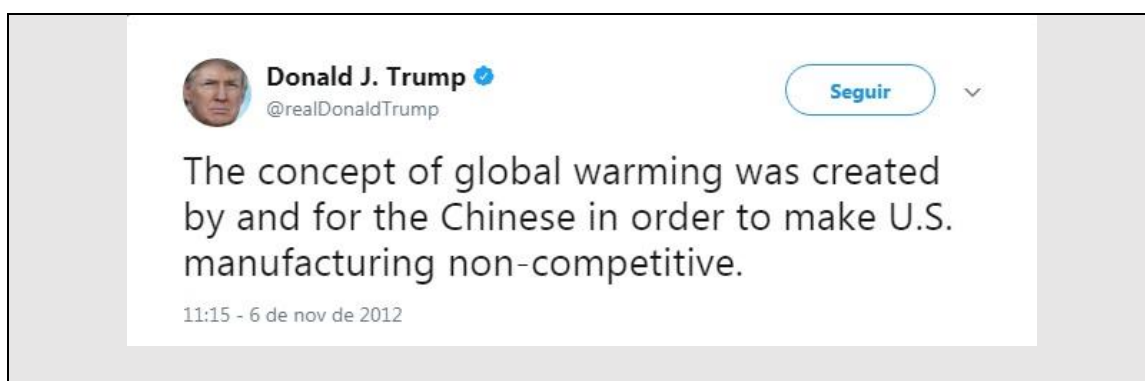 Donald J. Trump
@realDonaldTrump
Seguir
The concept of global warming was created
by and for the Chinese in order to make U.S.
manufacturing non-competitive.
11:15 - 6 de nov de 2012